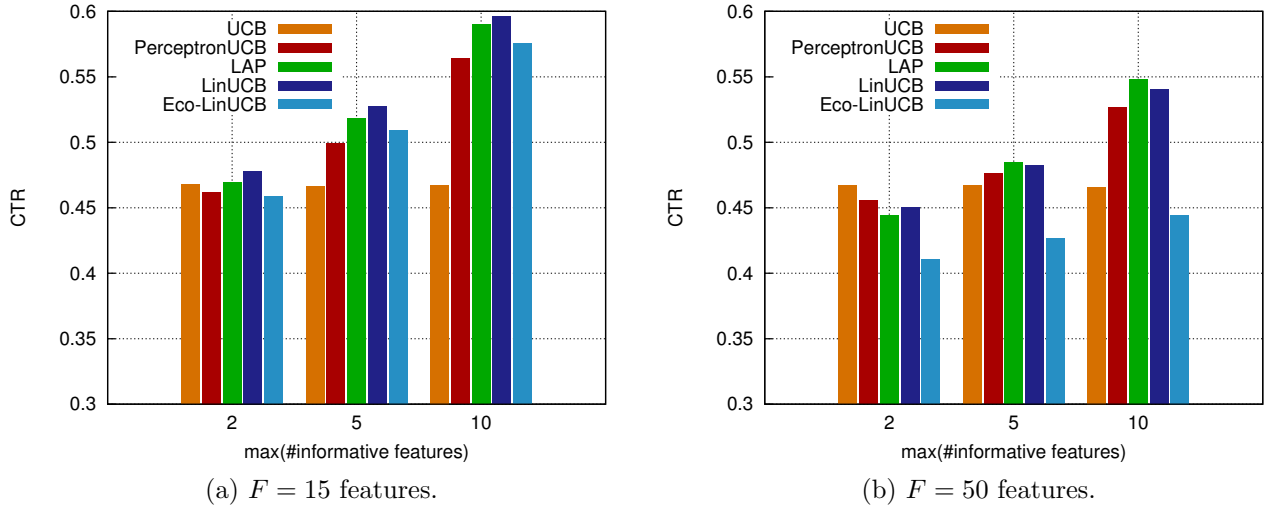 0.6
0.55
0.5
0.45
0.4
0.35
0.3
CTR
UCB
PerceptronUCB
LAP
LinUCB
Eco-LinUCB
2 5 10
max(#informative features)
(a) F = 15 features.
0.6
0.55
0.5
0.45
0.4
0.35
0.3
CTR
UCB
PerceptronUCB
LAP
LinUCB
Eco-LinUCB
2 5 10
max(#informative features)
(b) F = 50 features.